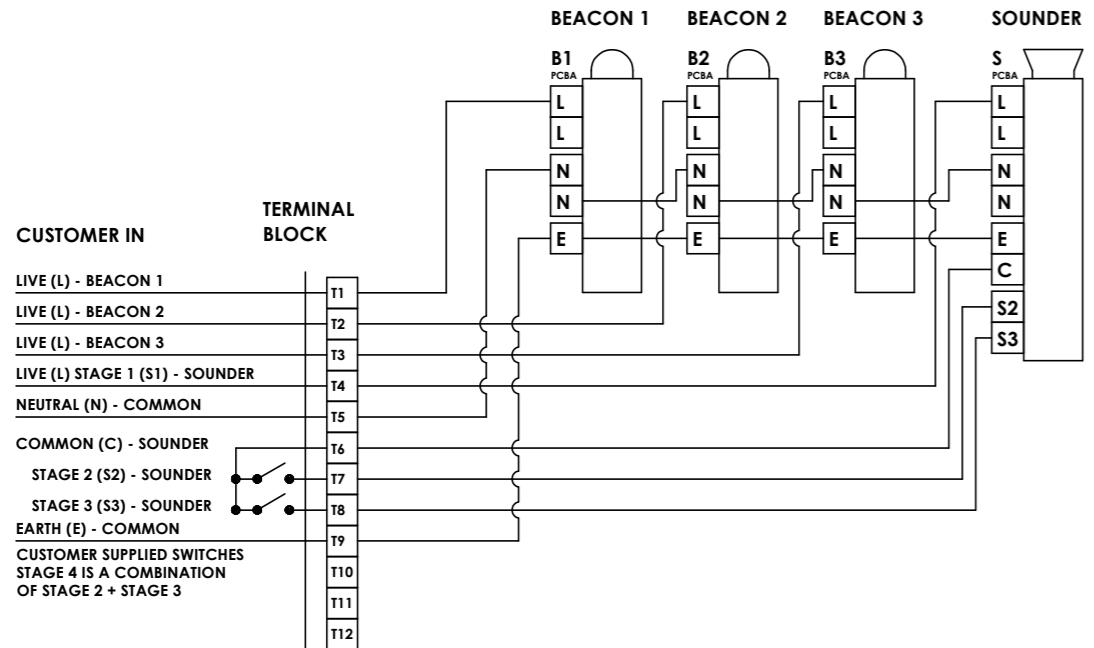 BEACON 1
BEACON 2
BEACON 3
SOUNDER
B1
PCBA
L
L
N
N
E
B2
PCBA
L
L
N
N
E
B3
PCBA
L
L
N
N
E
S
PCBA
L
L
N
N
E
C
S2
S3
CUSTOMER IN
TERMINAL
BLOCK
LIVE (L) - BEACON 1
LIVE (L) - BEACON 2
LIVE (L) - BEACON 3
LIVE (L) STAGE 1 (S1) - SOUNDER
NEUTRAL (N) - COMMON
COMMON (C) - SOUNDER
STAGE 2 (S2) - SOUNDER
STAGE 3 (S3) - SOUNDER
EARTH (E) - COMMON
CUSTOMER SUPPLIED SWITCHES
STAGE 4 IS A COMBINATION
OF STAGE 2 + STAGE 3
T1
T2
T3
T4
T5
T6
T7
T8
T9
T10
T11
T12